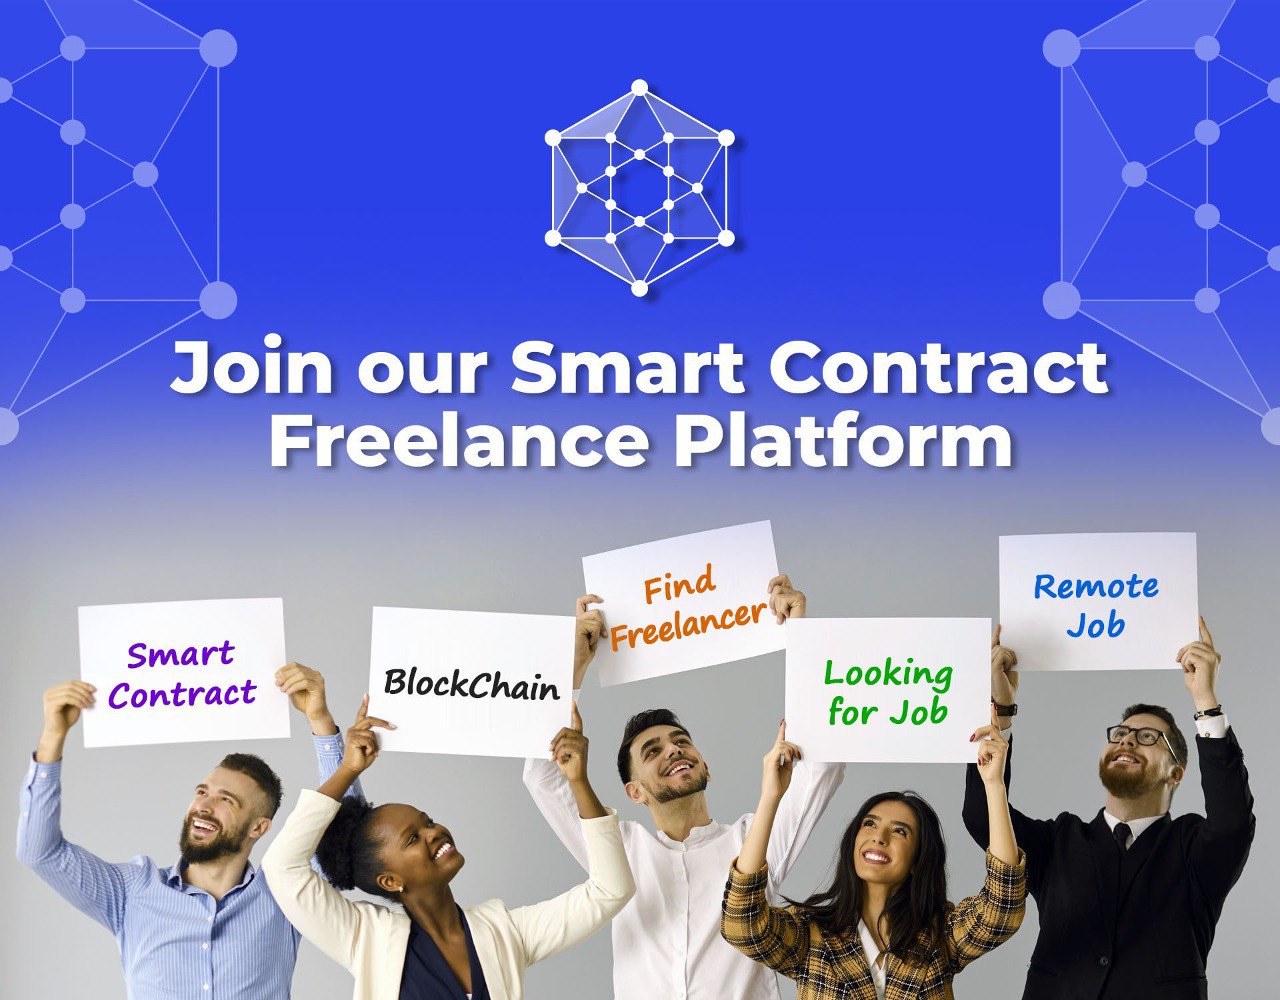 Join our Smart Contract
Freelance Platform
Smart
Contract
BlockChain
Find
Freelancer
Looking
for Job
Remote
Job